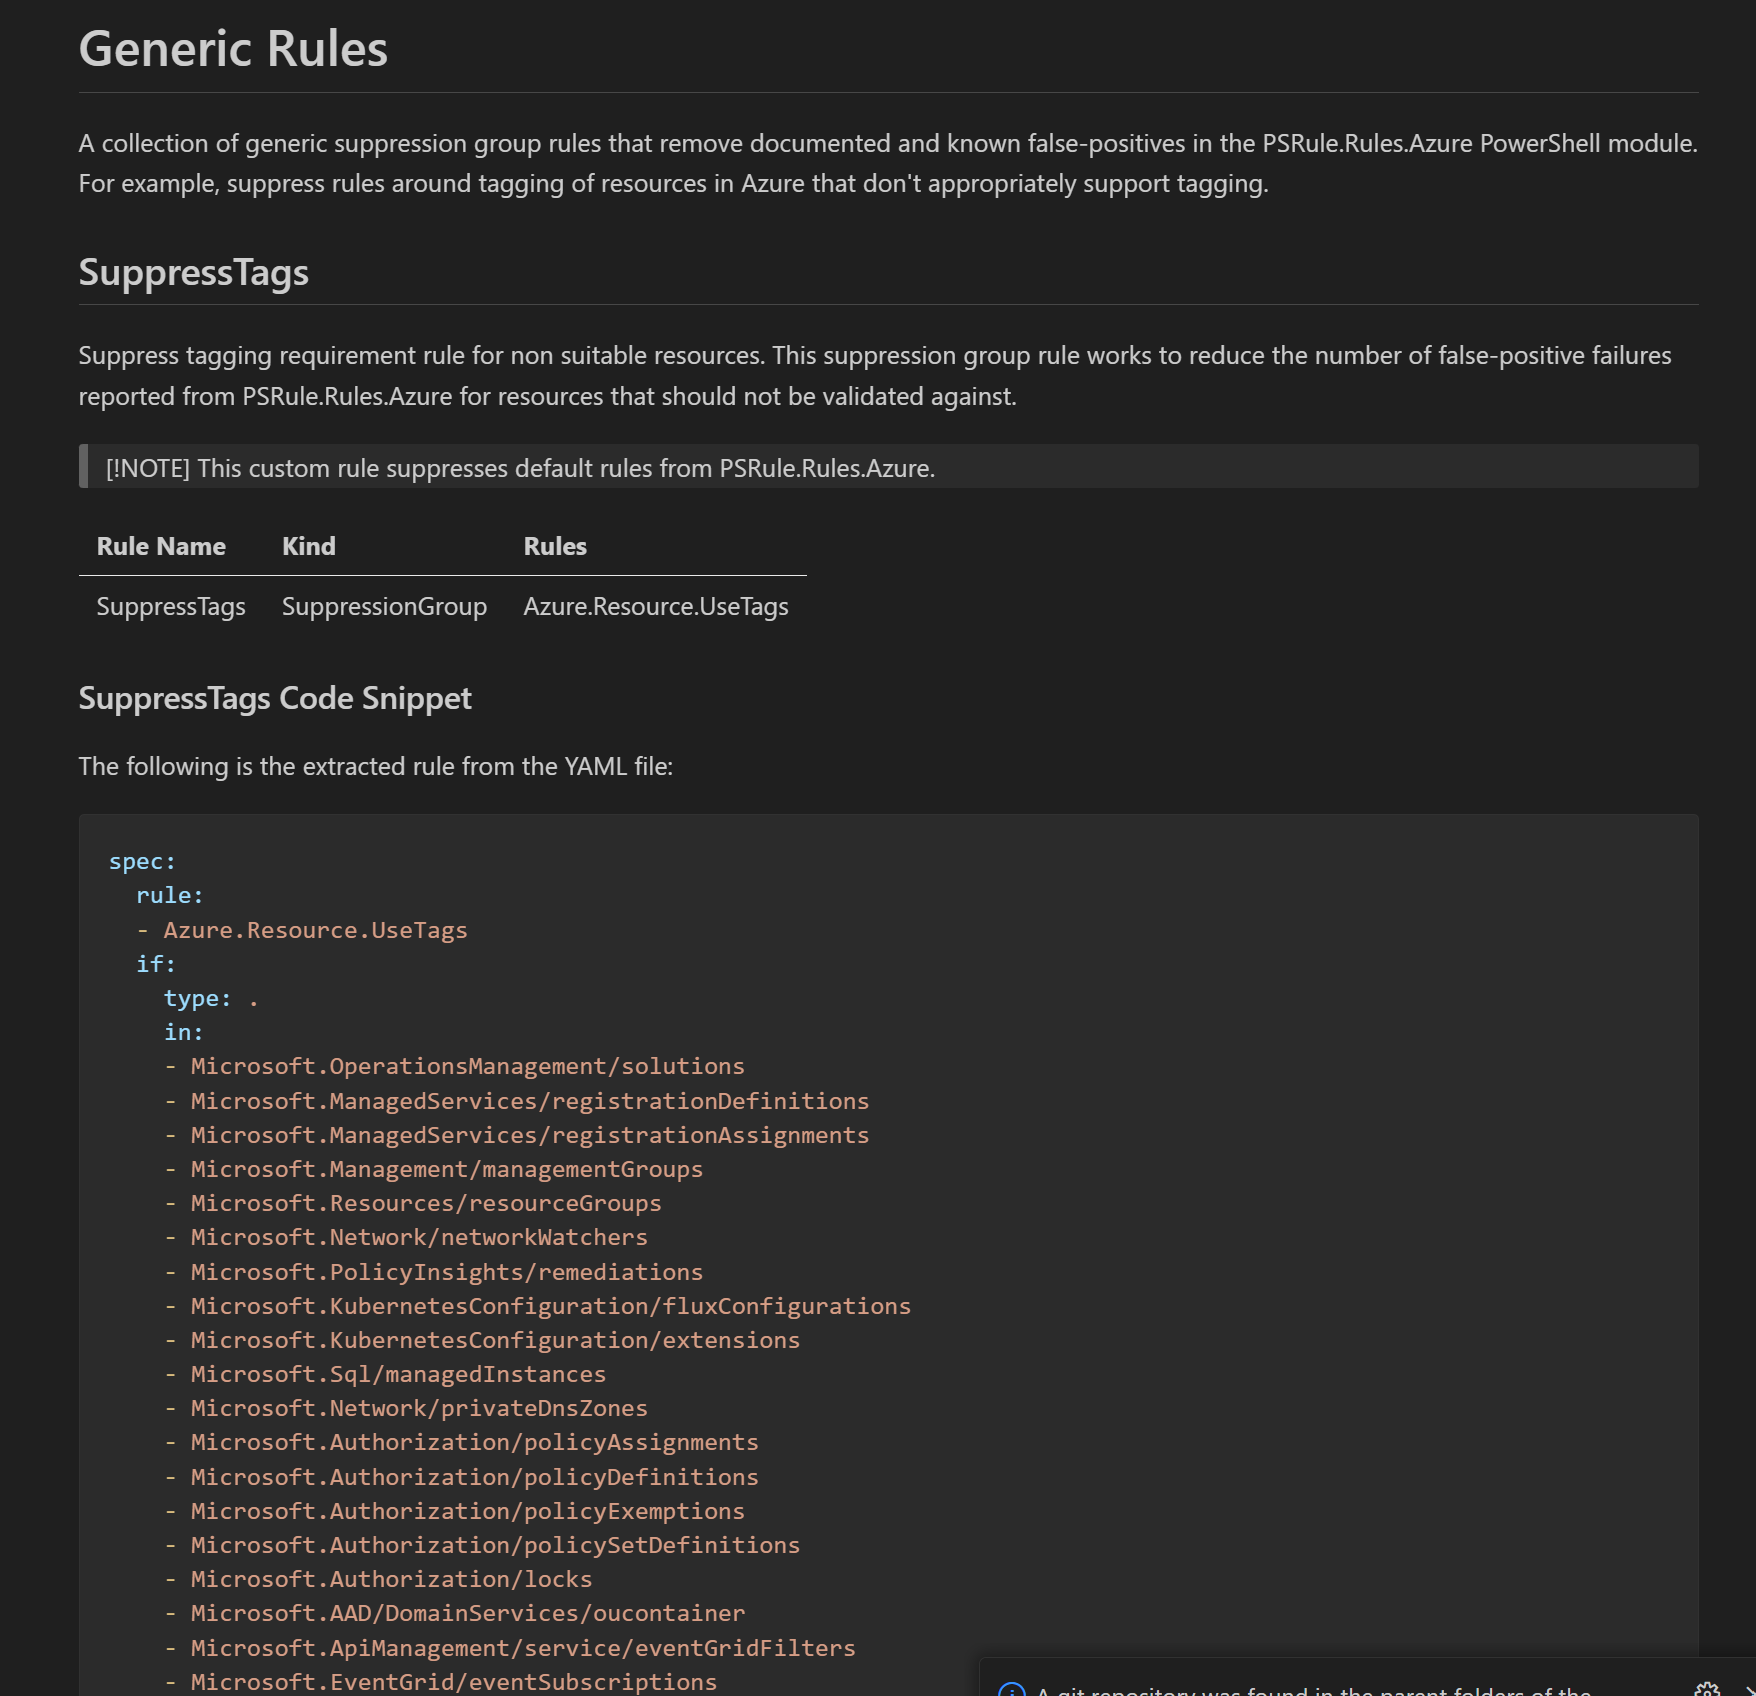 Generic Rules
A collection of generic suppression group rules that remove documented and known false-positives in the PSRule.Rules.Azure PowerShell module.
For example, suppress rules around tagging of resources in Azure that don't appropriately support tagging.
SuppressTags
Suppress tagging requirement rule for non suitable resources. This suppression group rule works to reduce the number of false-positive failures
reported from PSRule.Rules.Azure for resources that should not be validated against.
[!NOTE] This custom rule suppresses default rules from PSRule.Rules.Azure.
Rule Name Kind Rules
SuppressTags SuppressionGroup Azure.Resource.UseTags
SuppressTags Code Snippet
The following is the extracted rule from the YAML file:
spec:
  rule:
  - Azure.Resource.UseTags
  if:
    type: .
    in:
    - Microsoft.OperationsManagement/solutions
    - Microsoft.ManagedServices/registrationDefinitions
    - Microsoft.ManagedServices/registrationAssignments
    - Microsoft.Management/managementGroups
    - Microsoft.Resources/resourceGroups
    - Microsoft.Network/networkWatchers
    - Microsoft.PolicyInsights/remediations
    - Microsoft.KubernetesConfiguration/fluxConfigurations
    - Microsoft.KubernetesConfiguration/extensions
    - Microsoft.Sql/managedInstances
    - Microsoft.Network/privateDnsZones
    - Microsoft.Authorization/policyAssignments
    - Microsoft.Authorization/policyDefinitions
    - Microsoft.Authorization/policyExemptions
    - Microsoft.Authorization/policySetDefinitions
    - Microsoft.Authorization/locks
    - Microsoft.AAD/DomainServices/oucontainer
    - Microsoft.ApiManagement/service/eventGridFilters
    - Microsoft.EventGrid/eventSubscriptions
A git repository was found in the parent folders of the